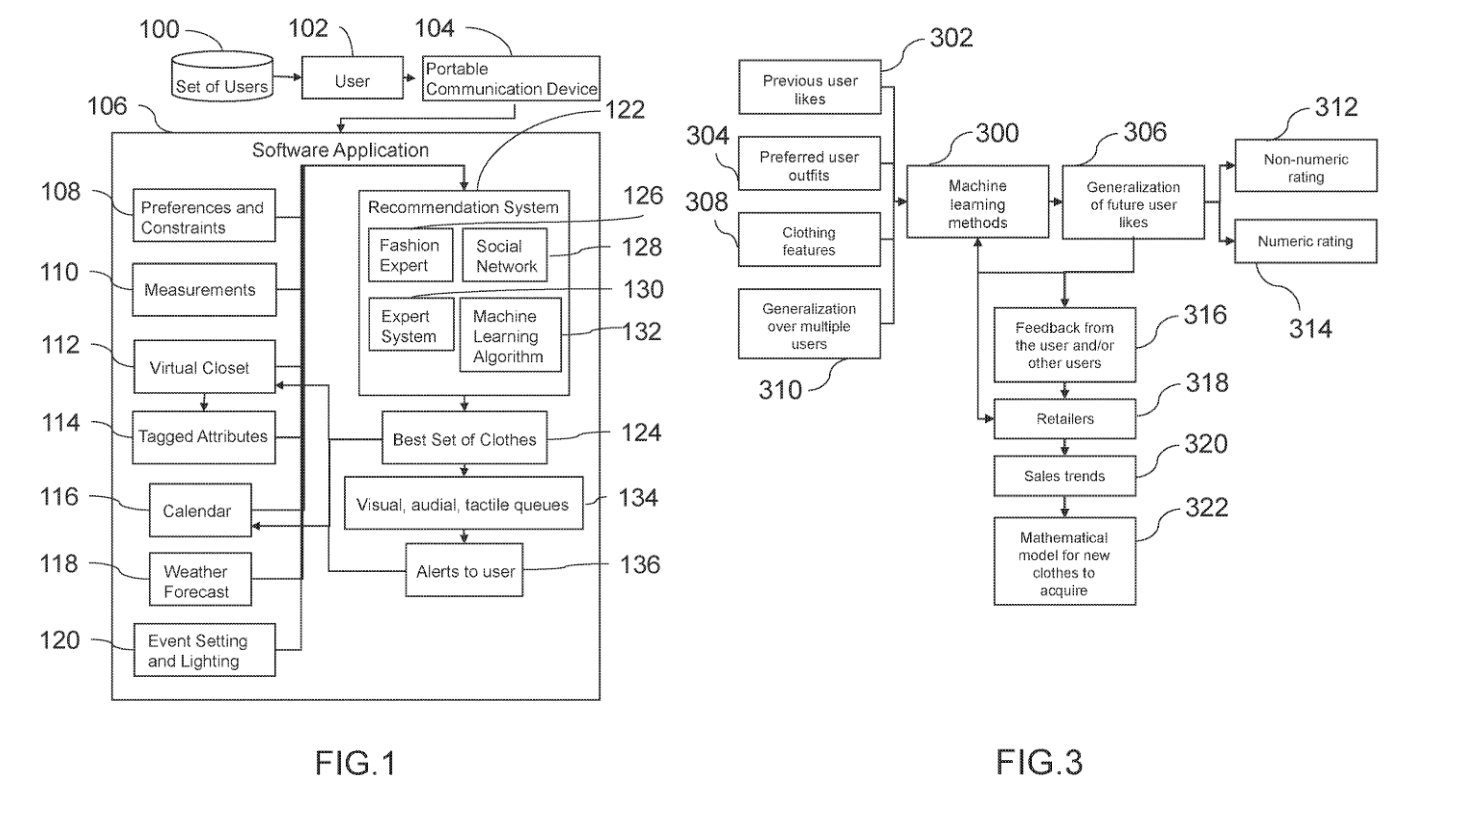 100
102
104
Set of Users
User
Portable
Communication Device
106
122
Software Application
108
Preferences and
Constraints
110
Measurements
112
Virtual Closet
114
Tagged Attributes
116
Calendar
118
Weather
Forecast
120
Event Setting
and Lighting
Recommendation System
126
Fashion
Expert
Social
Network
128
130
Expert
System
Machine
Learning
Algorithm
132
Best Set of Clothes
124
Visual, audial, tactile queues
134
Alerts to user
136
FIG.1
302
Previous user
likes
304
Preferred user
outfits
308
Clothing
features
Generalization
over multiple
users
310
300
Machine
learning
methods
306
Generalization
of future user
likes
312
Non-numeric
rating
Numeric rating
314
Feedback from
the user and/or
other users
316
Retailers
318
Sales trends
320
Mathematical
model for new
clothes to
acquire
322
FIG.3